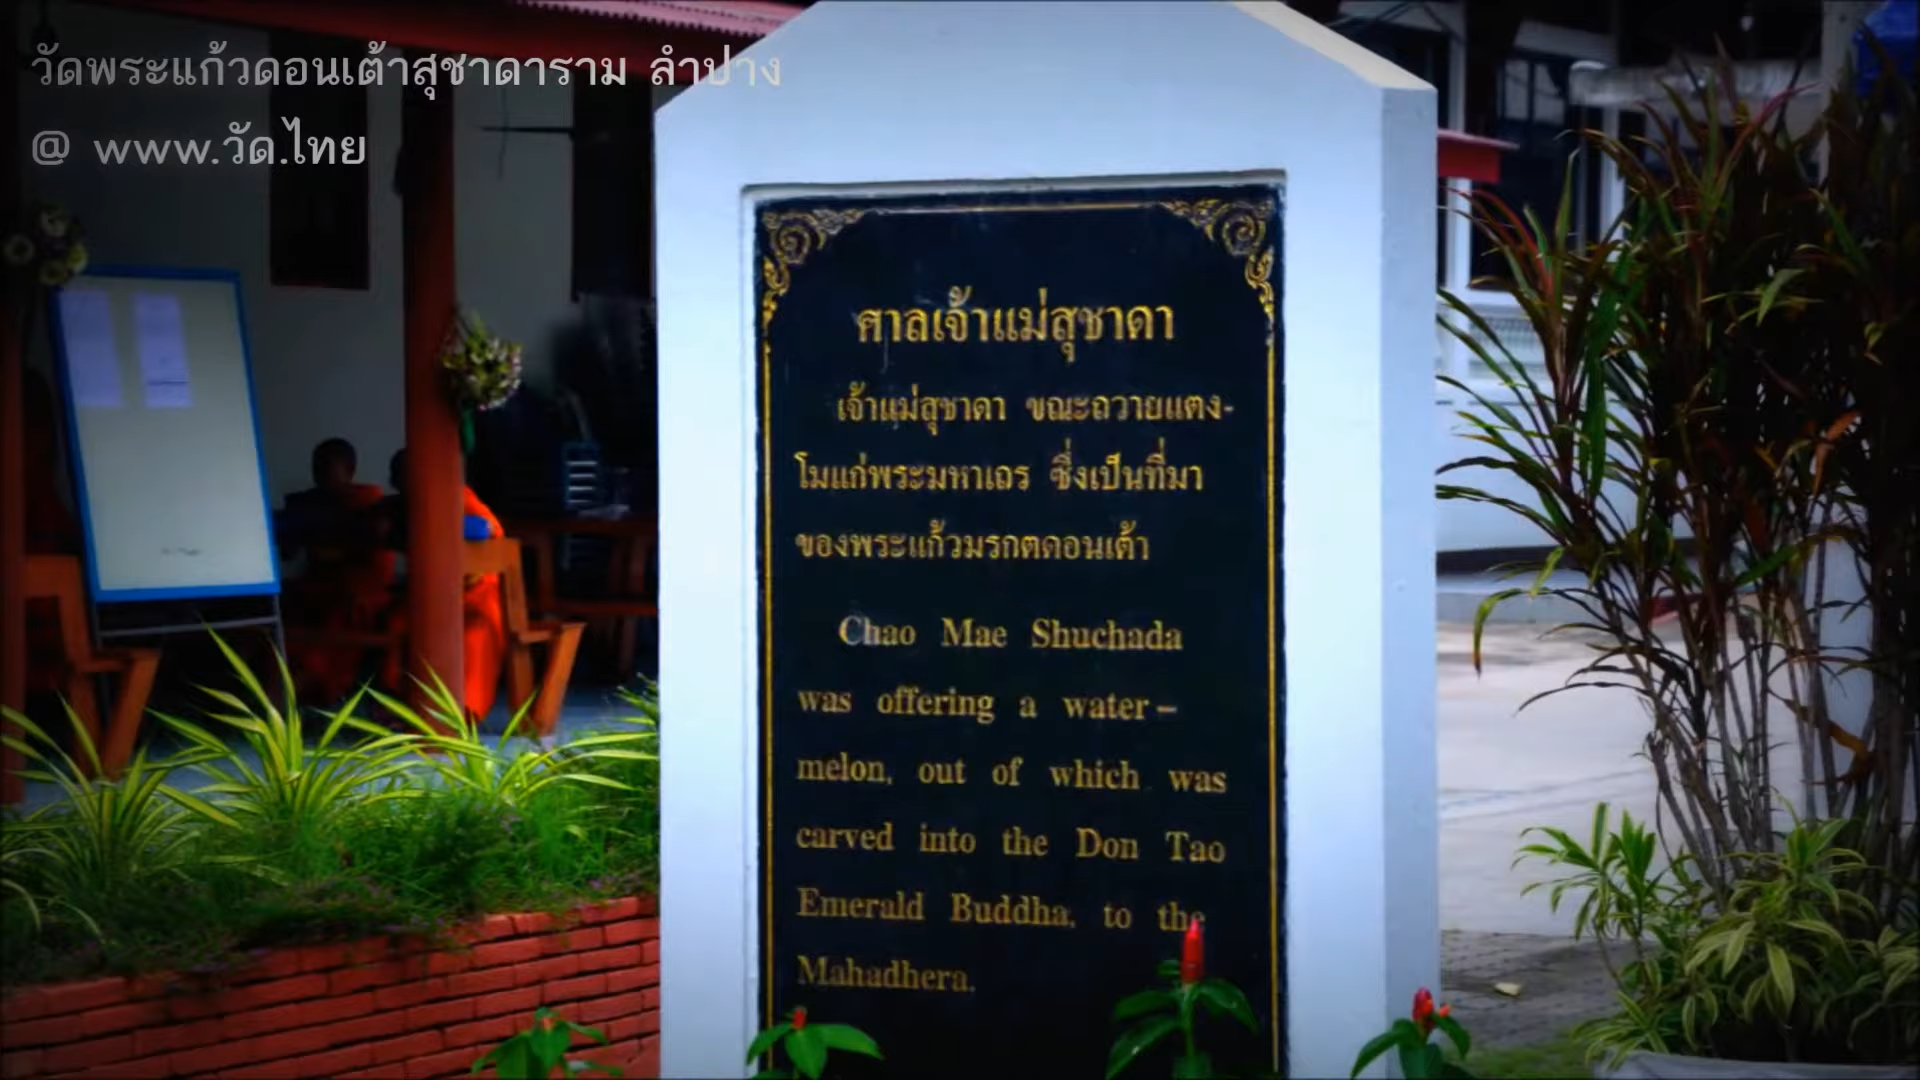 วัดพระแก้วดอนเต้าสุชาดาราม ลำปาง
@ www.วัด.ไทย
ศาลเจ้าแม่สุชาดา
เจ้าแม่สุชาดา ขณะถวายแตง-
โมแก่พระมหาเถร ซึ่งเป็นที่มา
ของพระแก้วมรกตดอนเต้า
Chao Mae Shuchada
was offering a water-
melon, out of which was
carved into the Don Tao
Emerald Buddha, to the
Mahadhera.